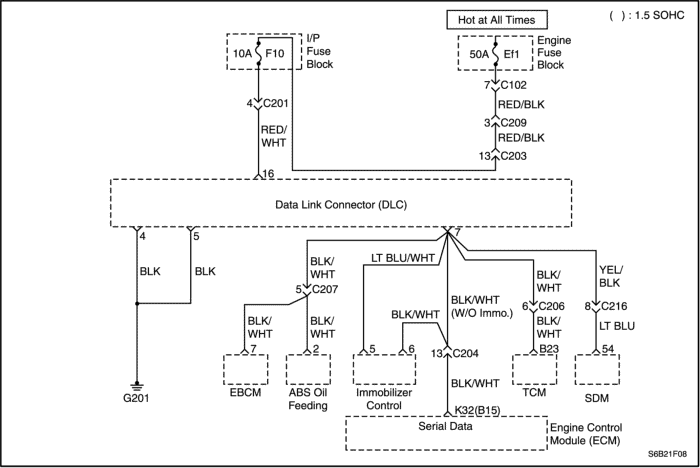 Hot at All Times
( ) : 1.5 SOHC
I/P
Fuse
Block
10A
F10
50A
Ef1
Engine
Fuse
Block
7
C102
RED/BLK
4
C201
3
C209
RED/
WHT
RED/BLK
13
C203
16
Data Link Connector (DLC)
4
5
7
BLK
BLK
BLK/
WHT
LT BLU/WHT
BLK/WHT
(W/O Immo.)
BLK/
WHT
YEL/
BLK
5
C207
BLK/WHT
6
C206
8
C216
BLK/
WHT
BLK/
WHT
BLK/
WHT
LT BLU
7
2
5
6
13
C204
B23
54
G201
EBCM
ABS Oil
Feeding
Immobilizer
Control
BLK/WHT
TCM
SDM
K32(B15)
Serial Data
Engine Control
Module (ECM)
S6B21F08